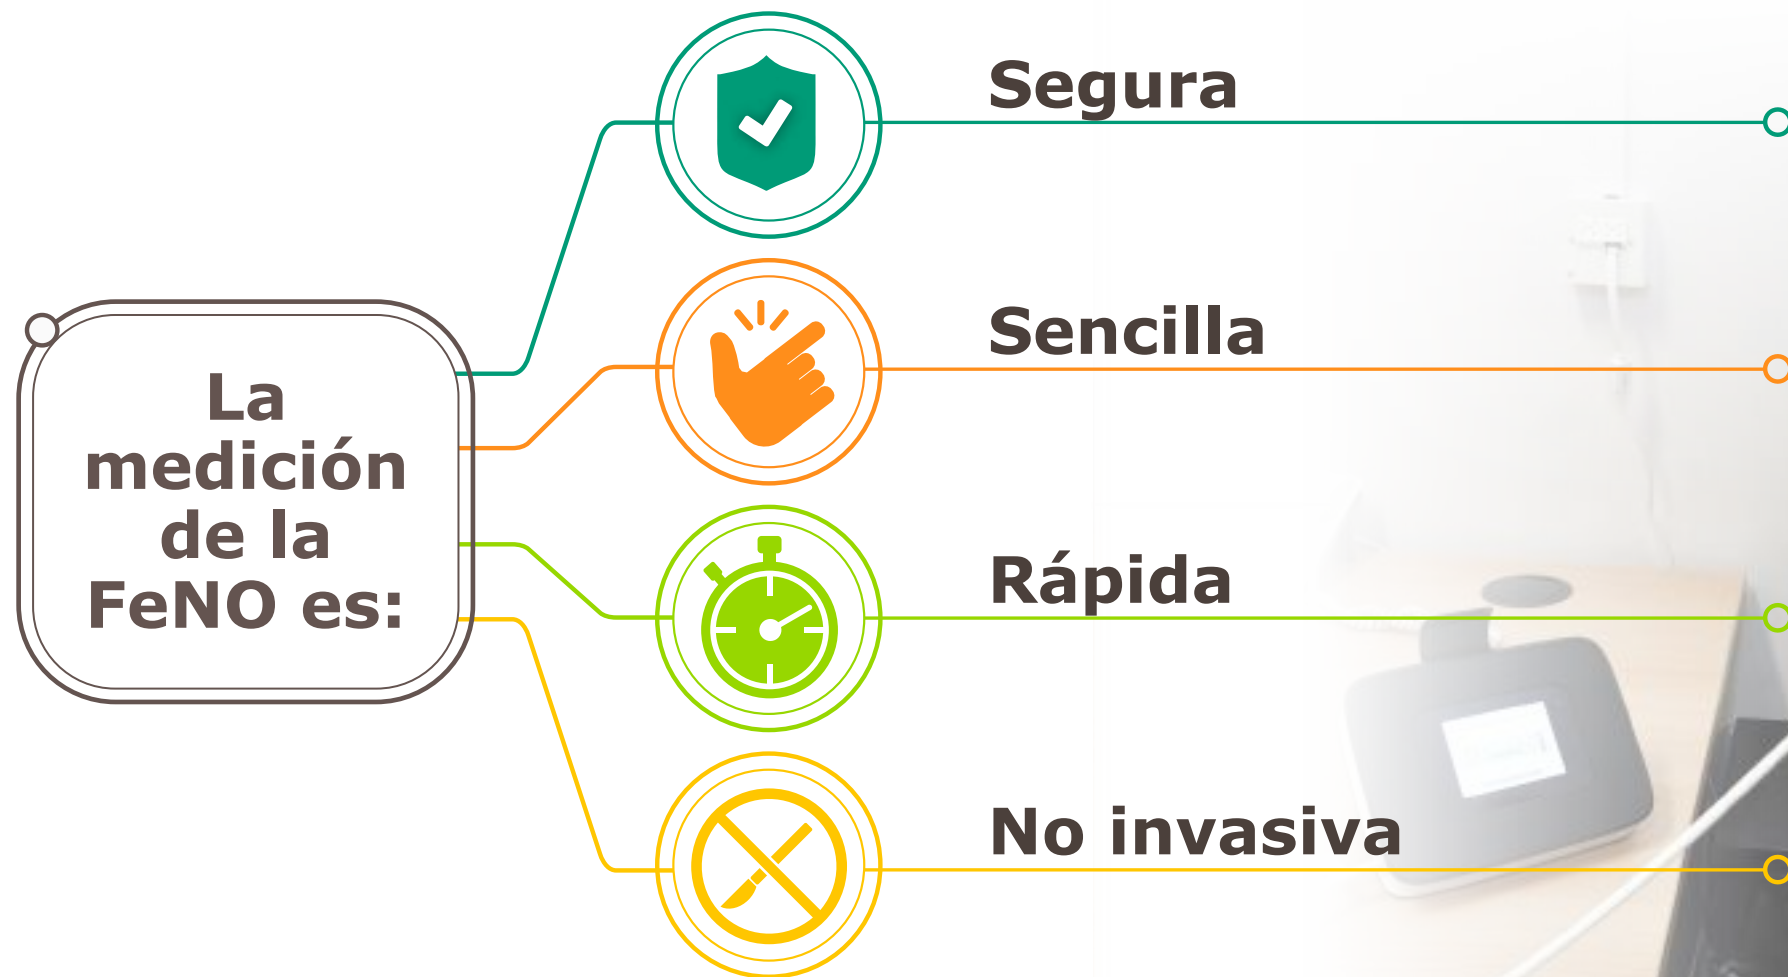 La
medición
de la
FeNO es:
Segura
Sencilla
Rápida
No invasiva